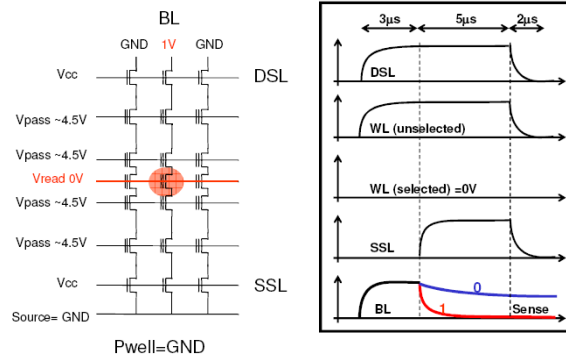 BL
GND 1V GND
Vcc DSL
Vpass ~4.5V
Vpass ~4.5V
Vread 0V
Vpass ~4.5V
Vpass ~4.5V
Vcc SSL
Source= GND
Pwell=GND
3μs 5μs 2μs
DSL
WL (unselected)
WL (selected) =0V
SSL
0
BL 1 Sense